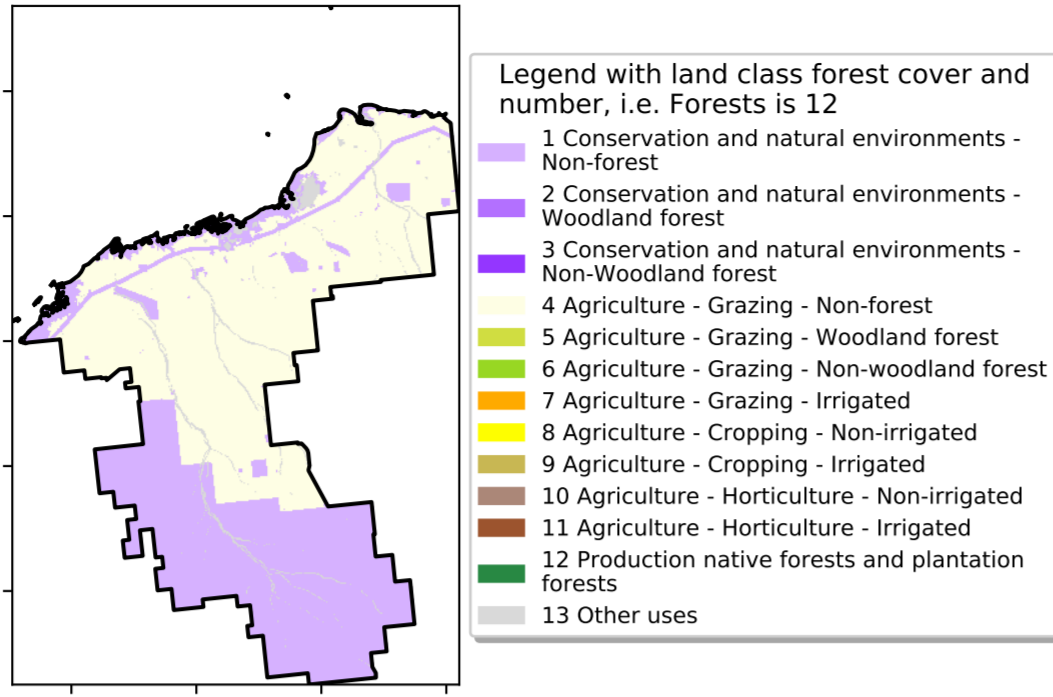 Legend with land class forest cover and
number, i.e. Forests is 12
1 Conservation and natural environments -
Non-forest
2 Conservation and natural environments -
Woodland forest
3 Conservation and natural environments -
Non-Woodland forest
4 Agriculture - Grazing - Non-forest
5 Agriculture - Grazing - Woodland forest
6 Agriculture - Grazing - Non-woodland forest
7 Agriculture - Grazing - Irrigated
8 Agriculture - Cropping - Non-irrigated
9 Agriculture - Cropping - Irrigated
10 Agriculture - Horticulture - Non-irrigated
11 Agriculture - Horticulture - Irrigated
12 Production native forests and plantation
forests
13 Other uses